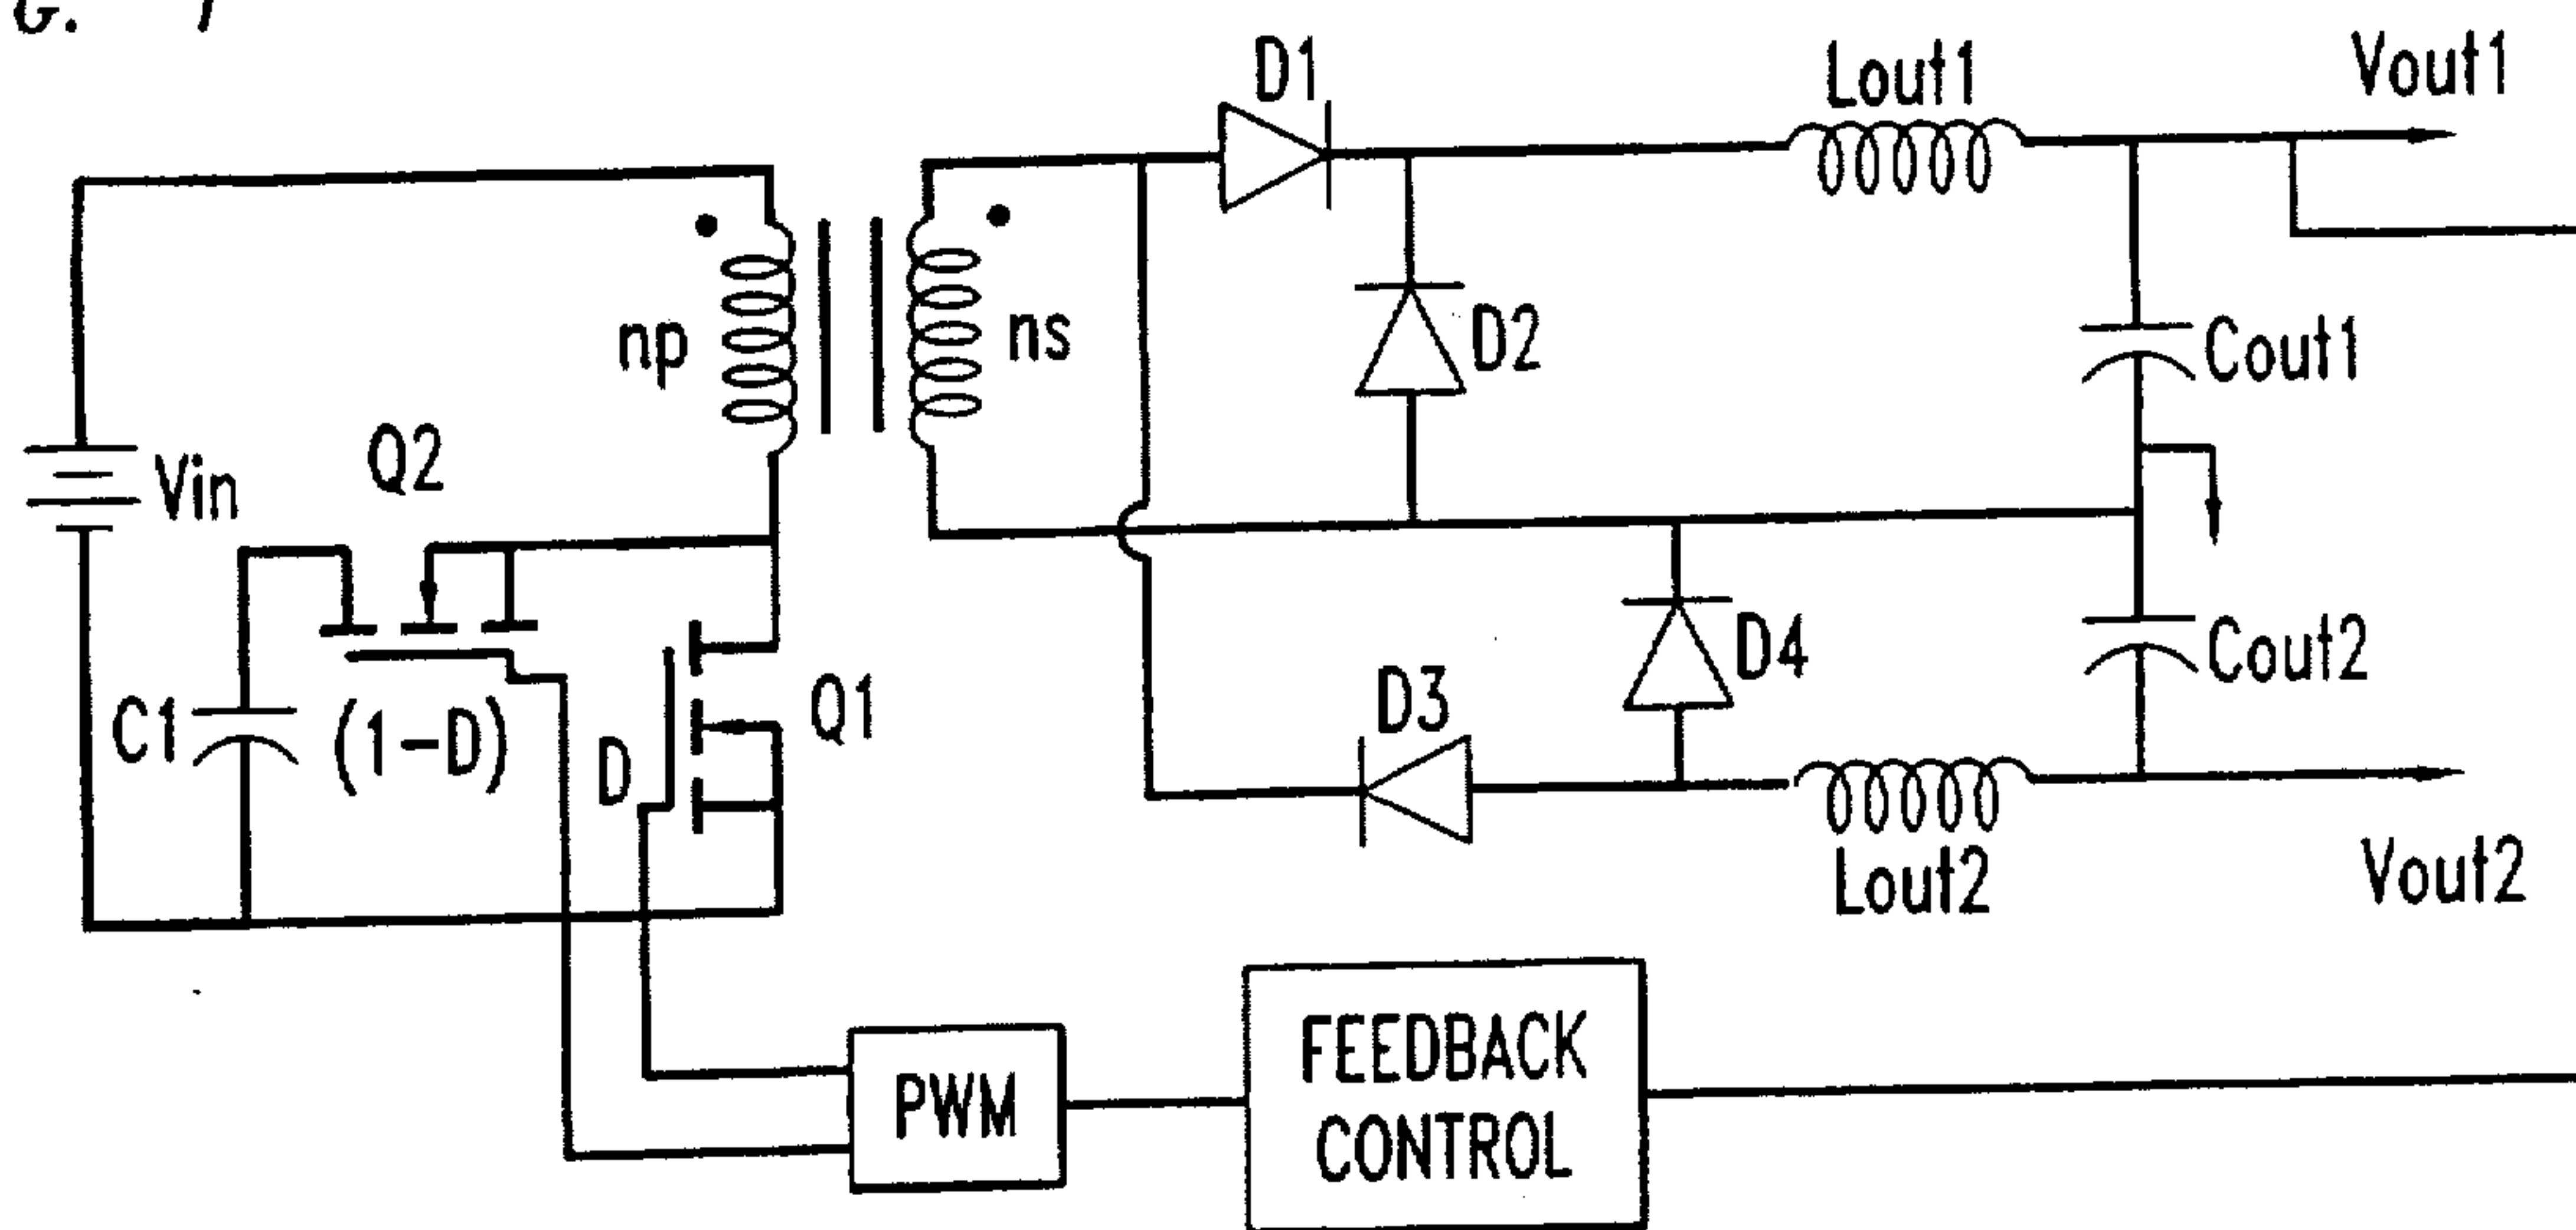 G. 1
D1
Lout1
Vout1
np
ns
D2
Cout1
Vin
Q2
Q1
C1
(1-D)
D
D3
D4
Cout2
Lout2
Vout2
PWM
FEEDBACK
CONTROL